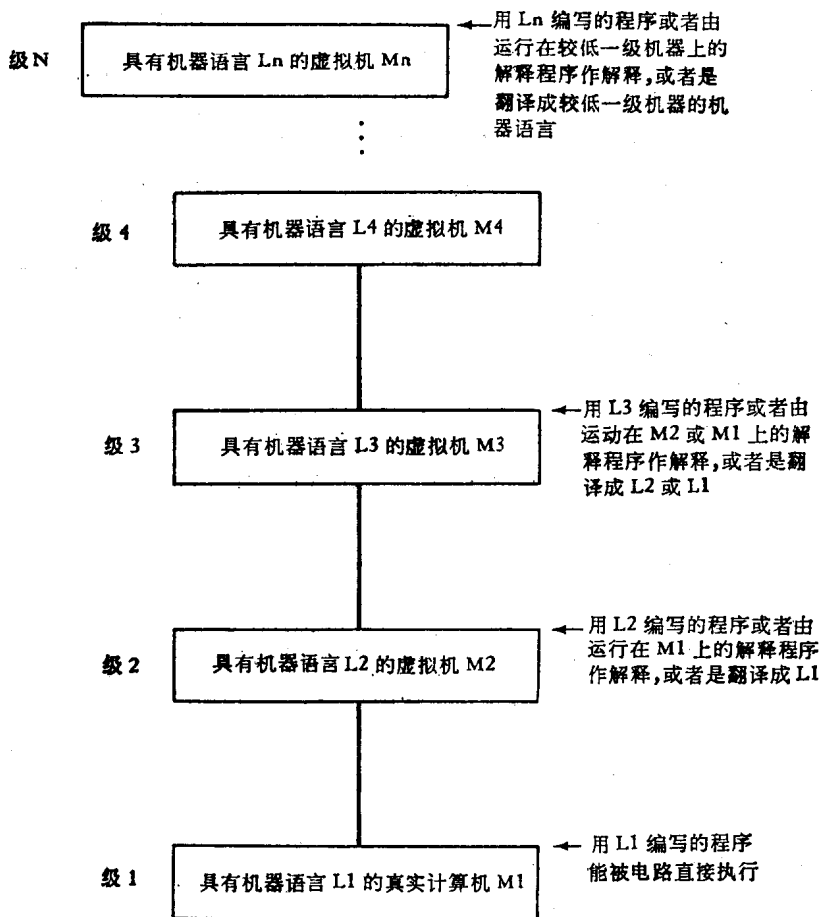 用 Ln 编写的程序或者由
运行在较低一级机器上的
解释程序作解释,或者是
翻译成较低一级机器的机
器语言
级 N
具有机器语言 Ln 的虚拟机 Mn
级 4
具有机器语言 L4 的虚拟机 M4
用 L3 编写的程序或者由
运动在 M2 或 M1 上的解
释程序作解释,或者是翻
译成 L2 或 L1
级 3
具有机器语言 L3 的虚拟机 M3
用 L2 编写的程序或者由
运行在 M1 上的解释程序
作解释,或者是翻译成 L1
级 2
具有机器语言 L2 的虚拟机 M2
用 L1 编写的程序
能被电路直接执行
级 1
具有机器语言 L1 的真实计算机 M1